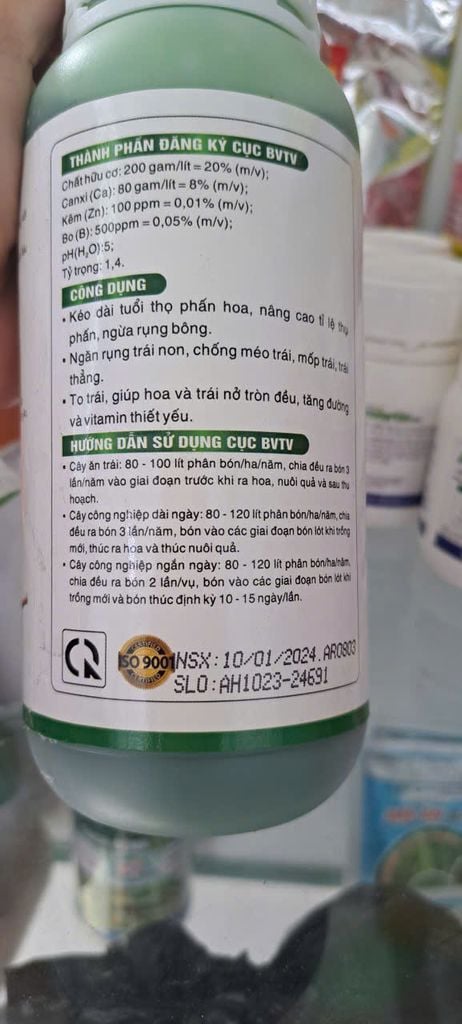 THÀNH PHẦN ĐĂNG KÝ CỤC BVTV
Chất hữu cơ: 200 gam/lít = 20% (m/v);
Canxi (Ca): 80 gam/lít = 8% (m/v);
Kẽm (Zn): 100 ppm = 0,01% (m/v);
Bo (B): 500ppm = 0,05% (m/v);
pH(H₂O):5;
Tỷ trọng: 1,4.
CÔNG DỤNG
• Kéo dài tuổi thọ phấn hoa, nâng cao tỉ lệ thụ
phấn, ngừa rụng bông.
• Ngăn rụng trái non, chống méo trái, mốp trái, trái
thẳng.
• To trái, giúp hoa và trái nở tròn đều, tăng đường
và vitamin thiết yếu.
HƯỚNG DẪN SỬ DỤNG CỤC BVTV
• Cây ăn trái: 80 - 100 lít phân bón/ha/năm, chia đều ra bón 3
lần/năm vào giai đoạn trước khi ra hoa, nuôi quả và sau thu
hoạch.
• Cây công nghiệp dài ngày: 80 - 120 lít phân bón/ha/năm, chia
đều ra bón 3 lần/năm, bón vào các giai đoạn bón lót khi trồng
mới, thúc ra hoa và thúc nuôi quả.
• Cây công nghiệp ngắn ngày: 80 - 120 lít phân bón/ha/năm,
chia đều ra bón 2 lần/vụ, bón vào các giai đoạn bón lót khi
trồng mới và bón thúc định kỳ 10 - 15 ngày/lần.
CERTIFIED
ISO 9001
CERTIFIED
NSX: 10/01/2024.AR0803
SLO: AH1023-24691